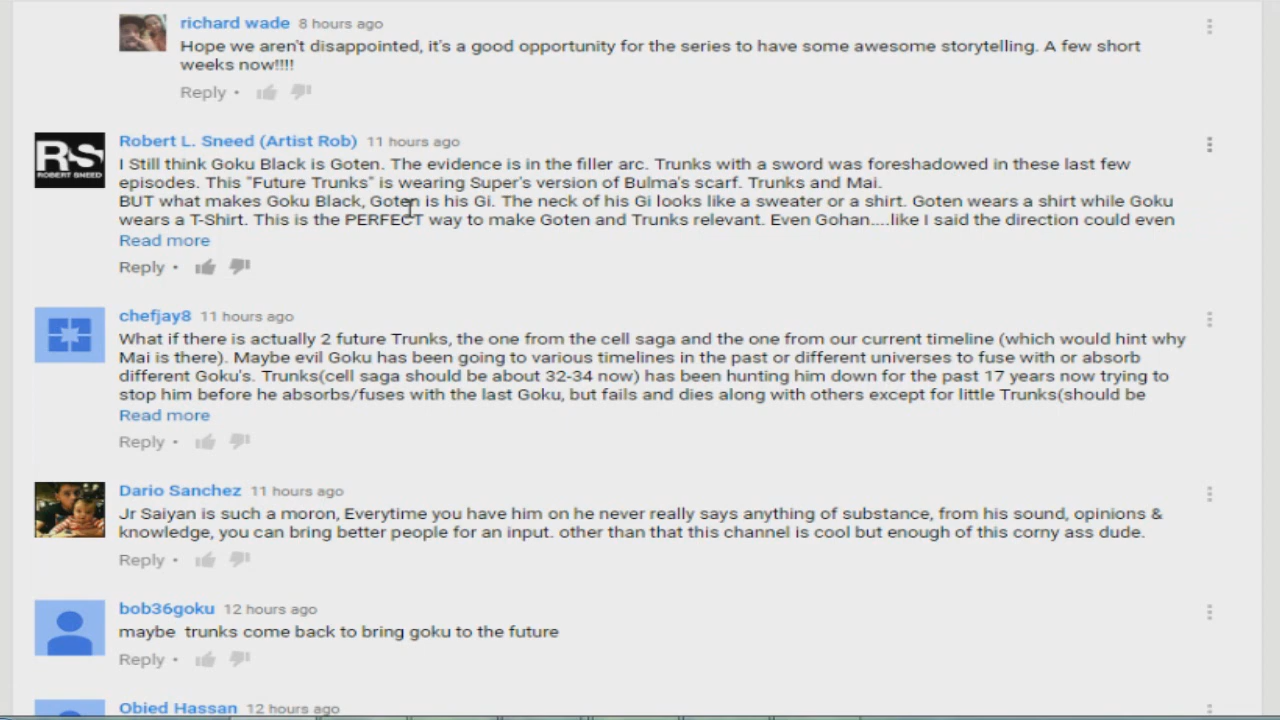 richard wade 8 hours ago
Hope we aren't disappointed, it's a good opportunity for the series to have some awesome storytelling. A few short
weeks now!!!!
Reply •
RS
ROBERT SNEED
Robert L. Sneed (Artist Rob) 11 hours ago
I Still think Goku Black is Goten. The evidence is in the filler arc. Trunks with a sword was foreshadowed in these last few
episodes. This "Future Trunks" is wearing Super's version of Bulma's scarf. Trunks and Mai.
BUT what makes Goku Black, Goten is his Gi. The neck of his Gi looks like a sweater or a shirt. Goten wears a shirt while Goku
wears a T-Shirt. This is the PERFECT way to make Goten and Trunks relevant. Even Gohan....like I said the direction could even
Read more
Reply •
chefjay8 11 hours ago
What if there is actually 2 future Trunks, the one from the cell saga and the one from our current timeline (which would hint why
Mai is there). Maybe evil Goku has been going to various timelines in the past or different universes to fuse with or absorb
different Goku's. Trunks(cell saga should be about 32-34 now) has been hunting him down for the past 17 years now trying to
stop him before he absorbs/fuses with the last Goku, but fails and dies along with others except for little Trunks(should be
Read more
Reply •
Dario Sanchez 11 hours ago
Jr Saiyan is such a moron, Everytime you have him on he never really says anything of substance, from his sound, opinions &
knowledge, you can bring better people for an input. other than that this channel is cool but enough of this corny ass dude.
Reply •
bob36goku 12 hours ago
maybe trunks come back to bring goku to the future
Reply •
Obied Hassan 12 hours ago